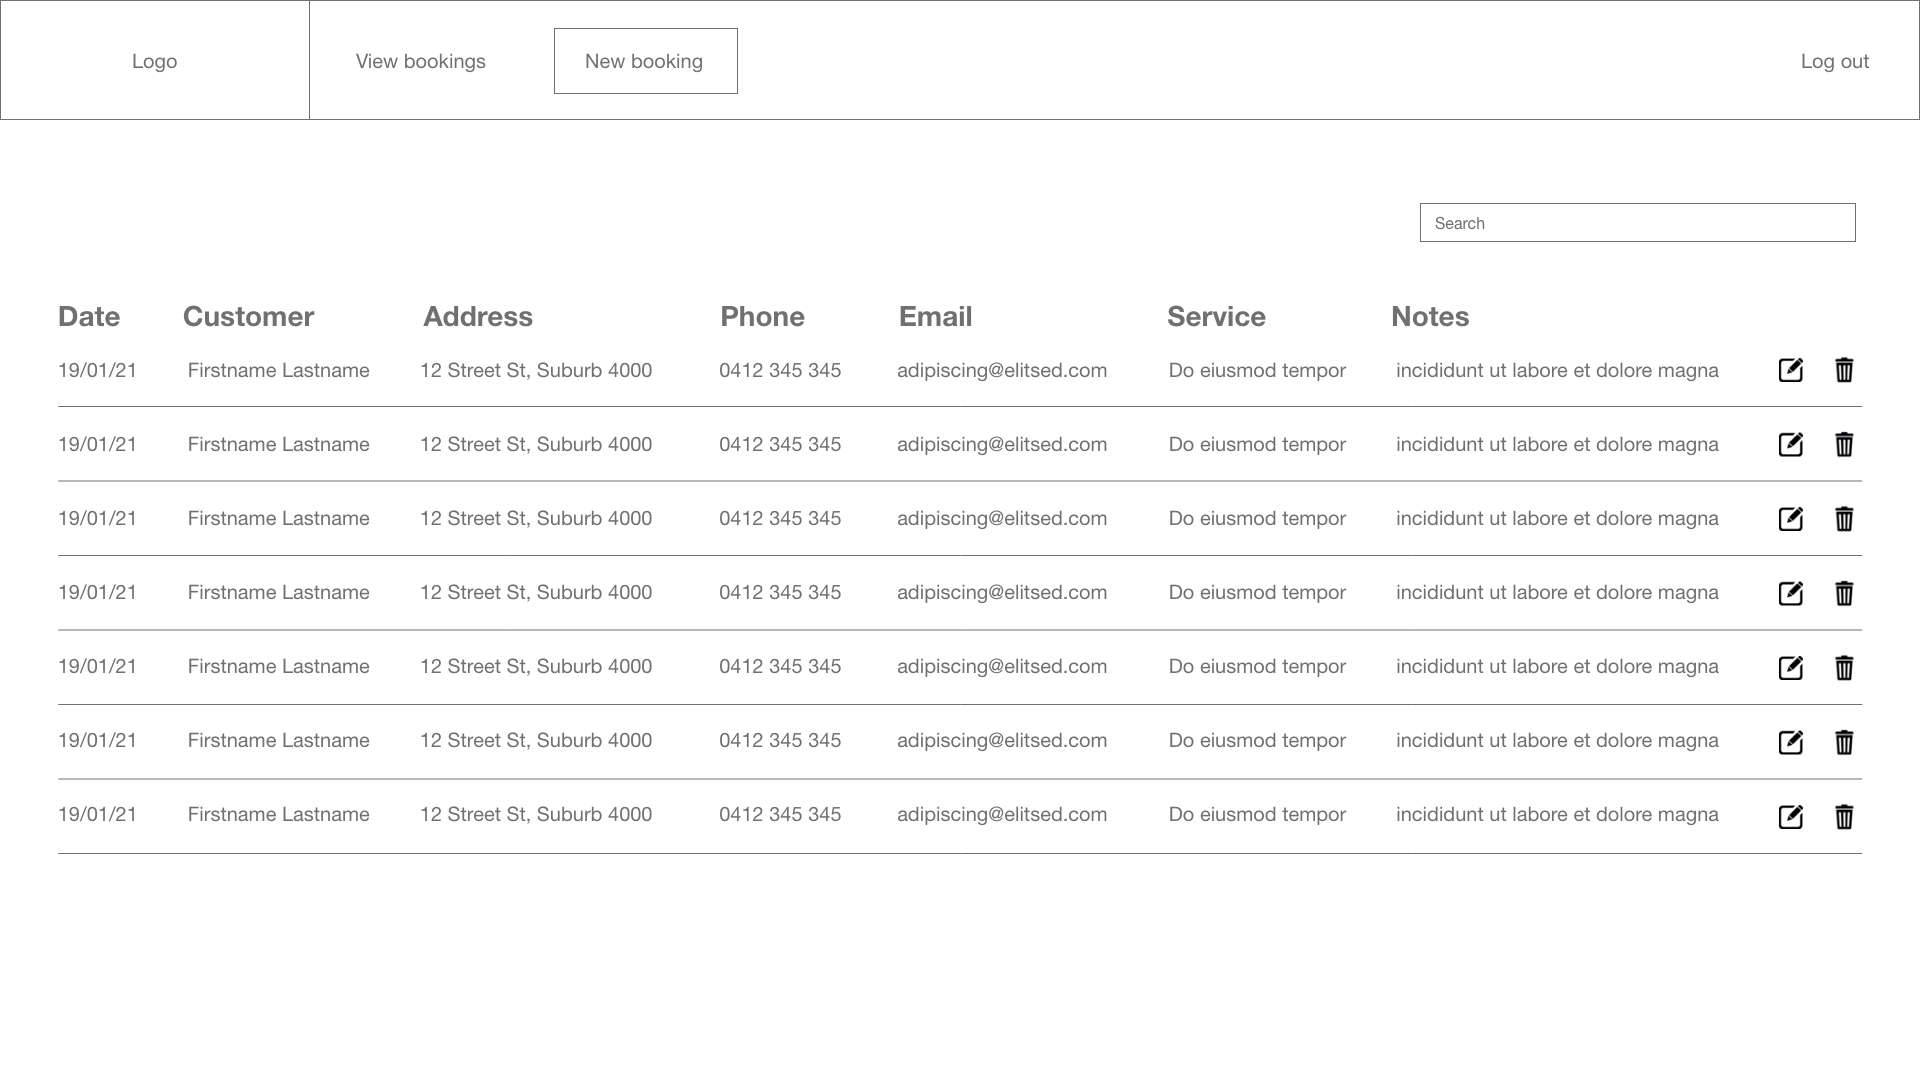 Logo View bookings New booking Log out
Search
Date Customer Address Phone Email Service Notes
19/01/21 Firstname Lastname 12 Street St, Suburb 4000 0412 345 345 adipiscing@elitsed.com Do eiusmod tempor incididunt ut labore et dolore magna
19/01/21 Firstname Lastname 12 Street St, Suburb 4000 0412 345 345 adipiscing@elitsed.com Do eiusmod tempor incididunt ut labore et dolore magna
19/01/21 Firstname Lastname 12 Street St, Suburb 4000 0412 345 345 adipiscing@elitsed.com Do eiusmod tempor incididunt ut labore et dolore magna
19/01/21 Firstname Lastname 12 Street St, Suburb 4000 0412 345 345 adipiscing@elitsed.com Do eiusmod tempor incididunt ut labore et dolore magna
19/01/21 Firstname Lastname 12 Street St, Suburb 4000 0412 345 345 adipiscing@elitsed.com Do eiusmod tempor incididunt ut labore et dolore magna
19/01/21 Firstname Lastname 12 Street St, Suburb 4000 0412 345 345 adipiscing@elitsed.com Do eiusmod tempor incididunt ut labore et dolore magna
19/01/21 Firstname Lastname 12 Street St, Suburb 4000 0412 345 345 adipiscing@elitsed.com Do eiusmod tempor incididunt ut labore et dolore magna